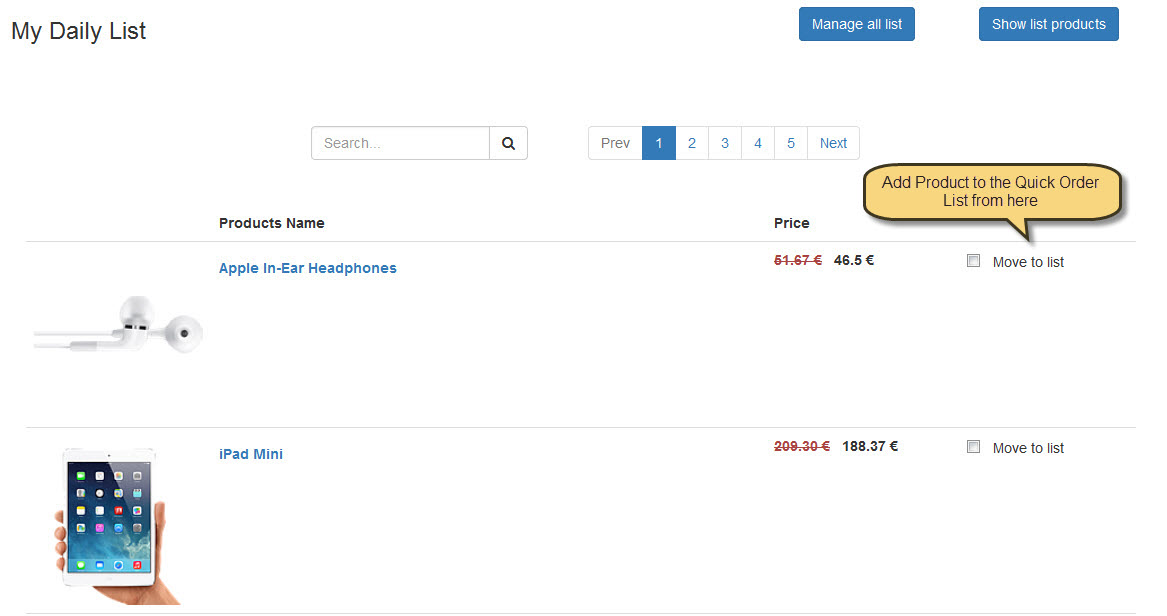 My Daily List
Manage all list
Show list products
Search...
Prev 1 2 3 4 5 Next
Add Product to the Quick Order
List from here
Products Name Price
Apple In-Ear Headphones 51.67 € 46.5 € Move to list
iPad Mini 209.30 € 188.37 € Move to list